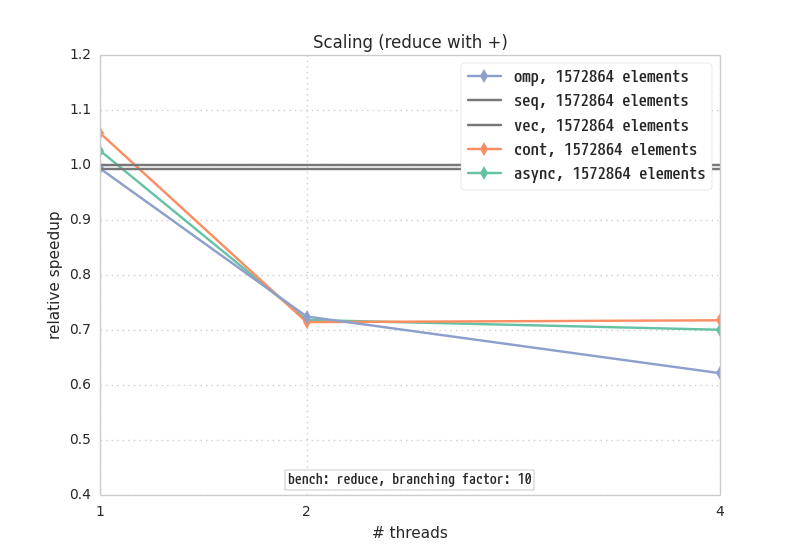 Scaling (reduce with +)
1.2
1.1
1.0
0.9
0.8
0.7
0.6
0.5
0.4
relative speedup
omp, 1572864 elements
seq, 1572864 elements
vec, 1572864 elements
cont, 1572864 elements
async, 1572864 elements
bench: reduce, branching factor: 10
1 2 4
# threads